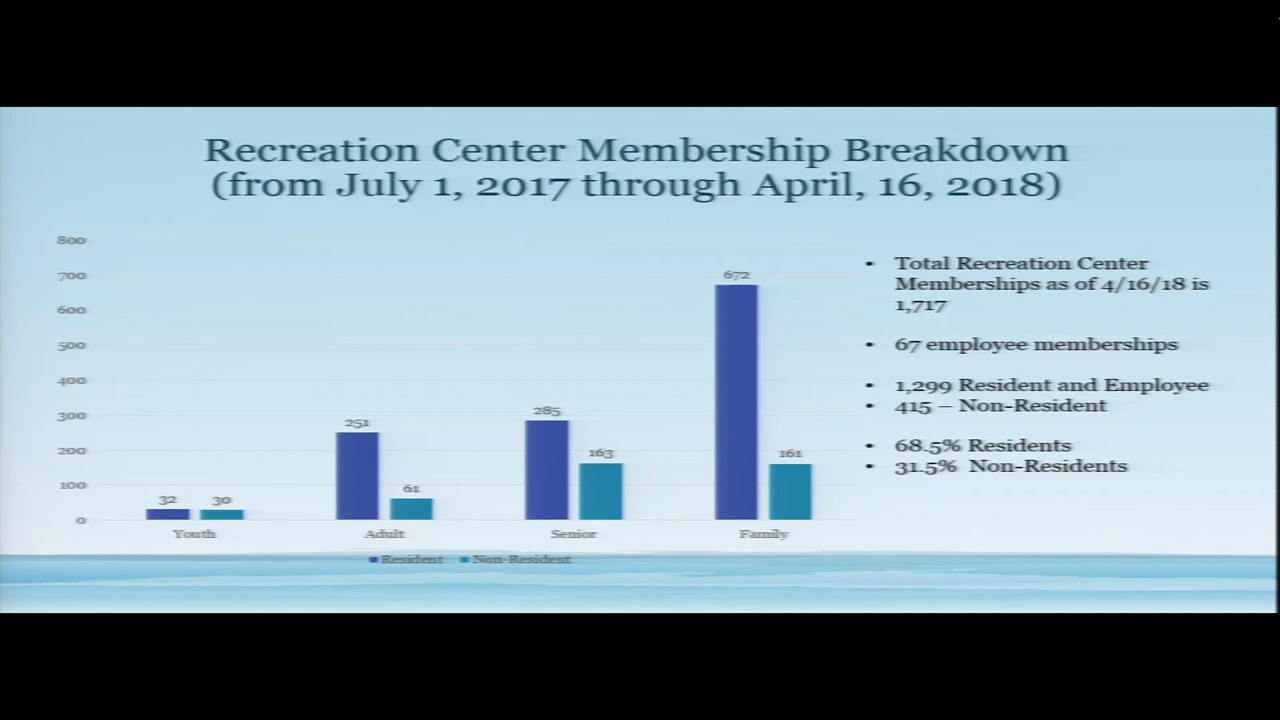 Recreation Center Membership Breakdown
(from July 1, 2017 through April, 16, 2018)
800
700
600
500
400
300
200
100
0
32
30
251
61
285
163
672
161
Youth
Adult
Senior
Family
Resident
Non-Resident
• Total Recreation Center
Memberships as of 4/16/18 is
1,717
• 67 employee memberships
• 1,299 Resident and Employee
• 415 – Non-Resident
• 68.5% Residents
• 31.5% Non-Residents